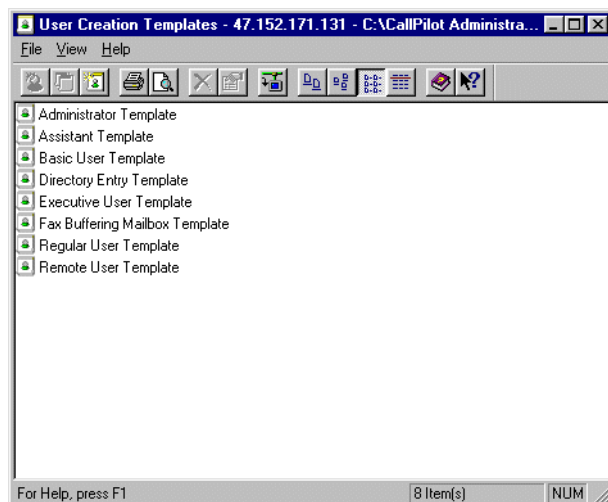 User Creation Templates - 47.152.171.131 - C:\CallPilot Administra...
File View Help
Administrator Template
Assistant Template
Basic User Template
Directory Entry Template
Executive User Template
Fax Buffering Mailbox Template
Regular User Template
Remote User Template
For Help, press F1 8 Item(s) NUM